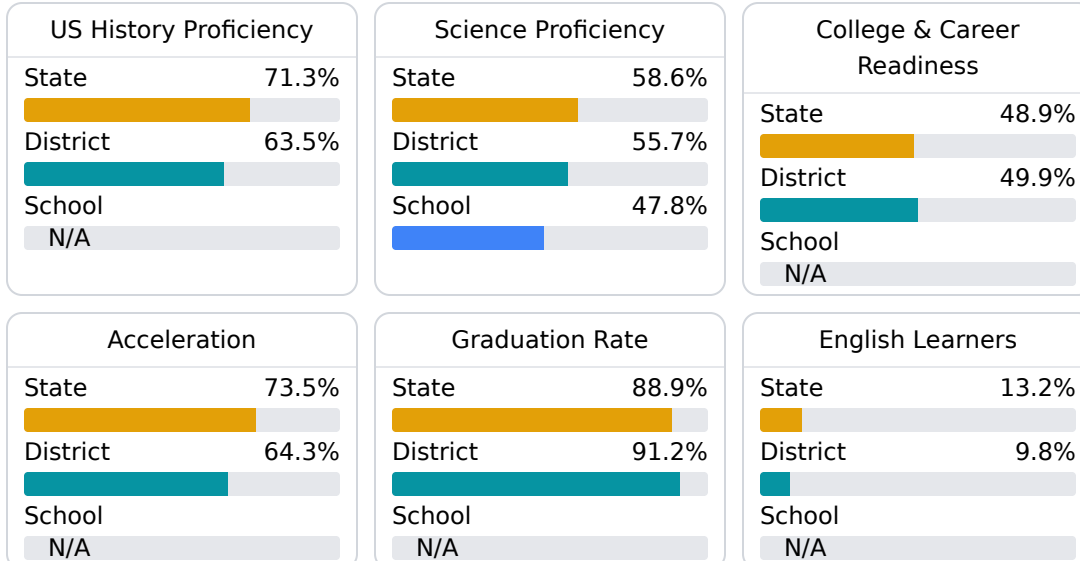 US History Proficiency
State 71.3%
District 63.5%
School
N/A
Science Proficiency
State 58.6%
District 55.7%
School 47.8%
College & Career
Readiness
State 48.9%
District 49.9%
School
N/A
Acceleration
State 73.5%
District 64.3%
School
N/A
Graduation Rate
State 88.9%
District 91.2%
School
N/A
English Learners
State 13.2%
District 9.8%
School
N/A